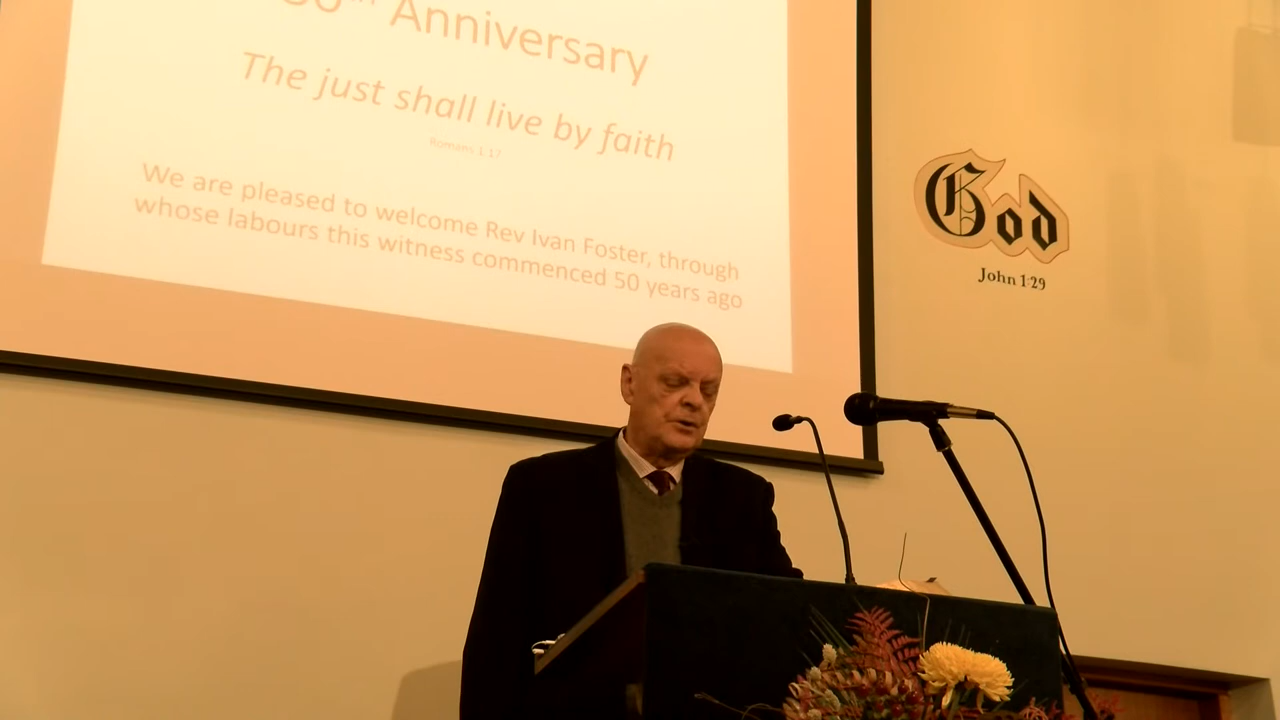 50th Anniversary
The just shall live by faith
Romans 1:17
We are pleased to welcome Rev Ivan Foster, through
whose labours this witness commenced 50 years ago
God
John 1:29